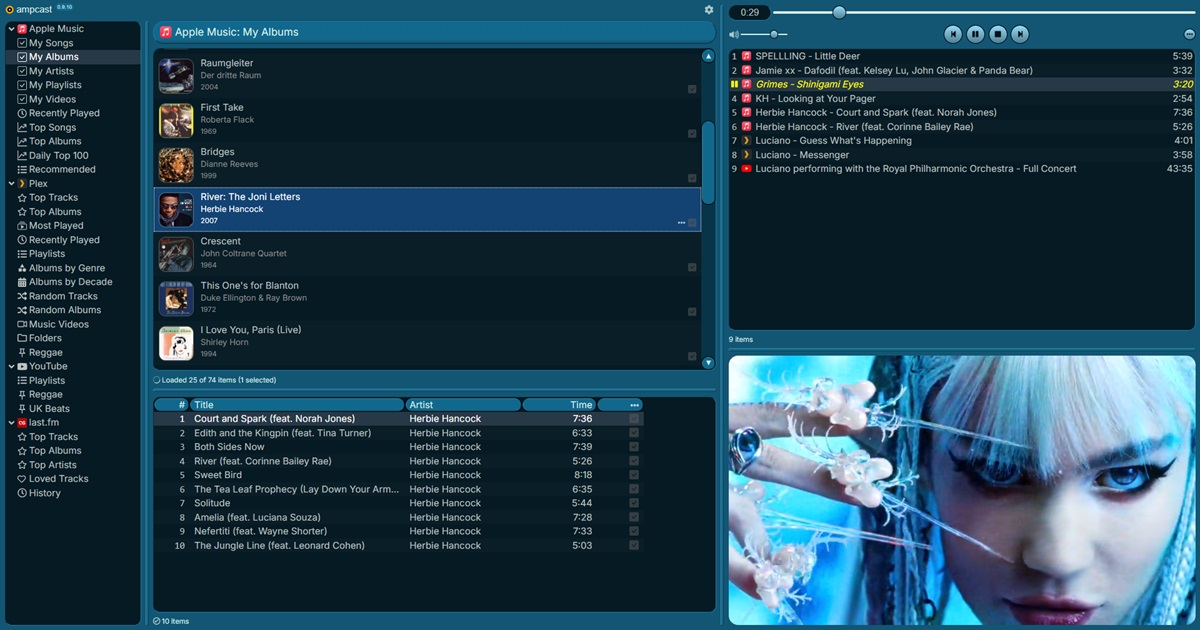 ampcast 0.9.10
Apple Music
My Songs
My Albums
My Artists
My Playlists
My Videos
Recently Played
Top Songs
Top Albums
Daily Top 100
Recommended
Plex
Top Tracks
Top Albums
Most Played
Recently Played
Playlists
Albums by Genre
Albums by Decade
Random Tracks
Random Albums
Music Videos
Folders
Reggae
YouTube
Playlists
Reggae
UK Beats
last.fm
Top Tracks
Top Albums
Top Artists
Loved Tracks
History
Apple Music: My Albums
Raumgleiter
Der dritte Raum
2004
First Take
Roberta Flack
1969
Bridges
Dianne Reeves
1999
River: The Joni Letters
Herbie Hancock
2007
Crescent
John Coltrane Quartet
1964
This One's for Blanton
Duke Ellington & Ray Brown
1972
I Love You, Paris (Live)
Shirley Horn
1994
Loaded 25 of 74 items (1 selected)
# Title Artist Time
1 Court and Spark (feat. Norah Jones) Herbie Hancock 7:36
2 Edith and the Kingpin (feat. Tina Turner) Herbie Hancock 6:33
3 Both Sides Now Herbie Hancock 7:39
4 River (feat. Corinne Bailey Rae) Herbie Hancock 5:26
5 Sweet Bird Herbie Hancock 8:18
6 The Tea Leaf Prophecy (Lay Down Your Arm... Herbie Hancock 6:35
7 Solitude Herbie Hancock 5:44
8 Amelia (feat. Luciana Souza) Herbie Hancock 7:28
9 Nefertiti (feat. Wayne Shorter) Herbie Hancock 7:33
10 The Jungle Line (feat. Leonard Cohen) Herbie Hancock 5:03
10 items
0:29
1 SPELLLING - Little Deer 5:39
2 Jamie xx - Dafodil (feat. Kelsey Lu, John Glacier & Panda Bear) 3:32
Grimes - Shinigami Eyes 3:20
4 KH - Looking at Your Pager 2:54
5 Herbie Hancock - Court and Spark (feat. Norah Jones) 7:36
6 Herbie Hancock - River (feat. Corinne Bailey Rae) 5:26
7 Luciano - Guess What's Happening 4:01
8 Luciano - Messenger 3:58
9 Luciano performing with the Royal Philharmonic Orchestra - Full Concert 43:35
9 items